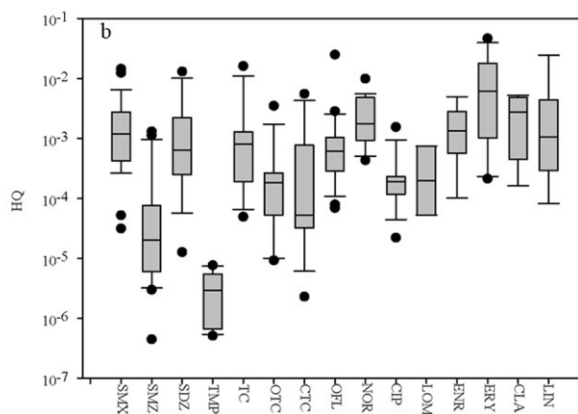 b
10-1
10-2
10-3
10-4
10-5
10-6
10-7
HQ
SMX
SMZ
SDZ
TMP
TC
OTC
CTC
OFL
NOR
CIP
LOM
ENR
ERY
CLA
LIN